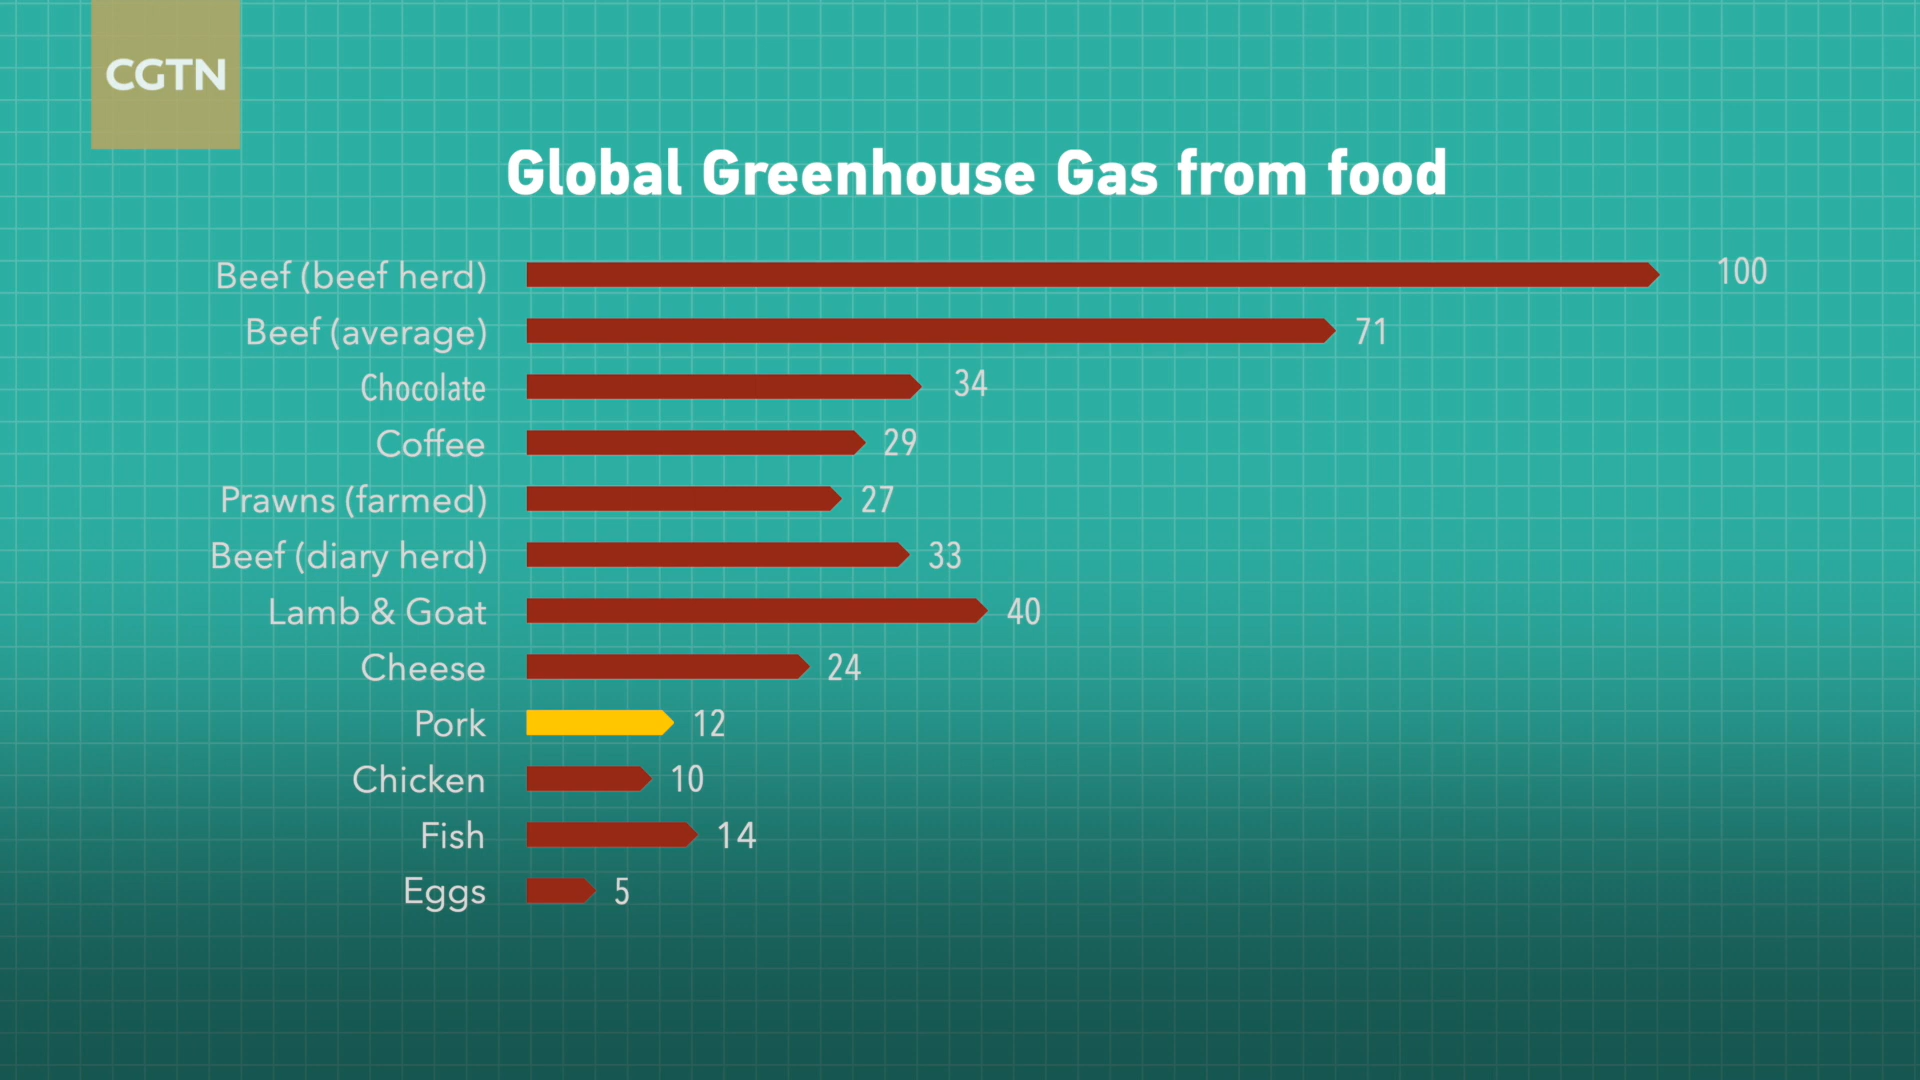 CGTN
Global Greenhouse Gas from food
Beef (beef herd) 100
Beef (average) 71
Chocolate 34
Coffee 29
Prawns (farmed) 27
Beef (diary herd) 33
Lamb & Goat 40
Cheese 24
Pork 12
Chicken 10
Fish 14
Eggs 5